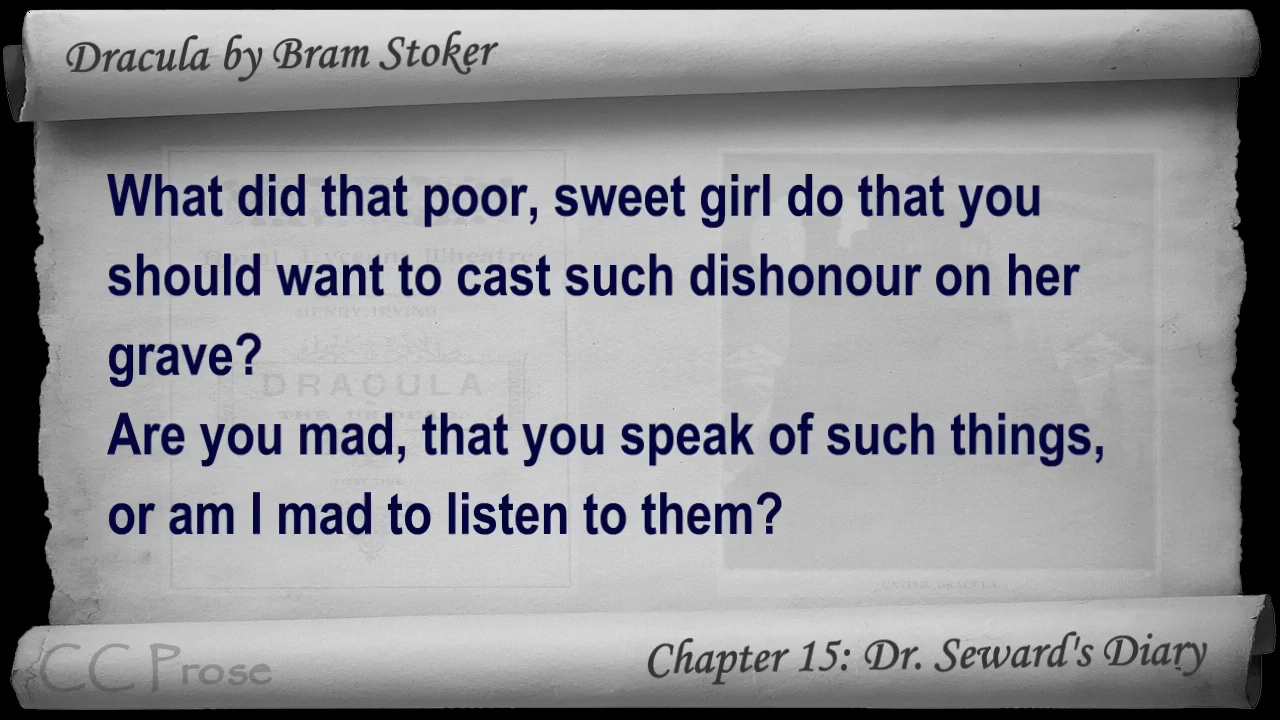 Dracula by Bram Stoker
What did that poor, sweet girl do that you
should want to cast such dishonour on her
grave?
Are you mad, that you speak of such things,
or am I mad to listen to them?
DRACULA
CC Prose
Chapter 15: Dr. Seward's Diary